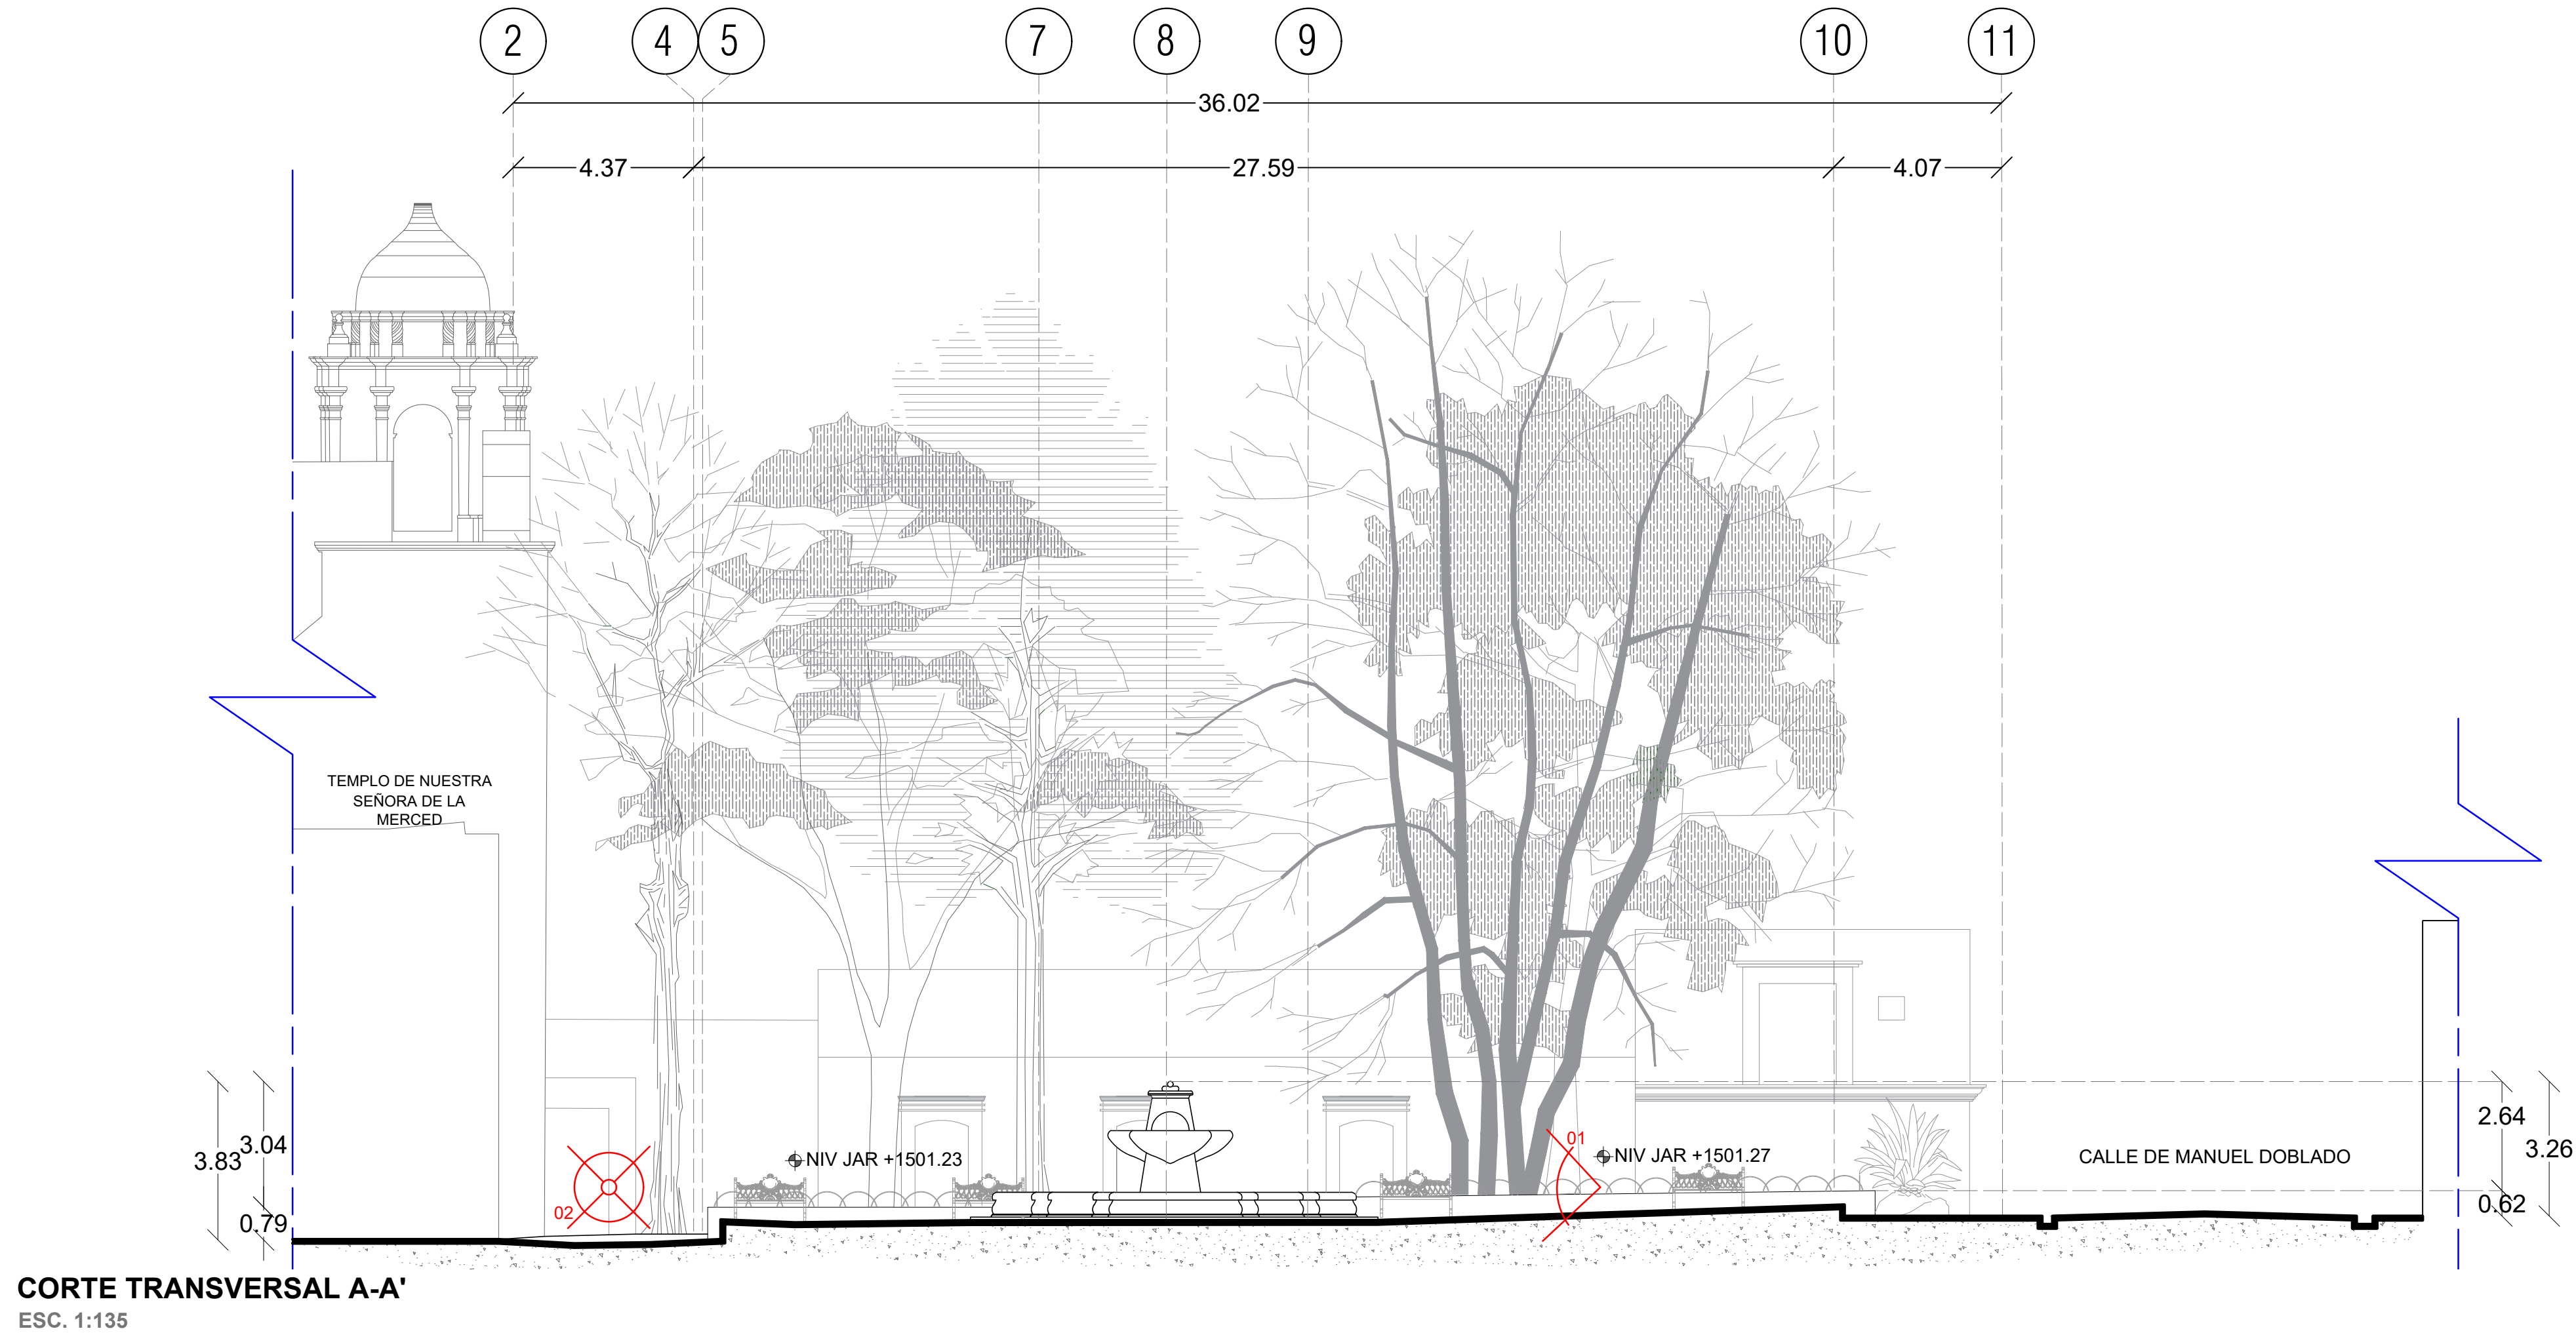 2 4 5 7 8 9 10 11
36.02
4.37 27.59 4.07
TEMPLO DE NUESTRA
SEÑORA DE LA
MERCED
3.83
3.04
0.79
02
NIV JAR +1501.23
01
NIV JAR +1501.27
CALLE DE MANUEL DOBLADO
2.64
3.26
0.62
CORTE TRANSVERSAL A-A'
ESC. 1:135